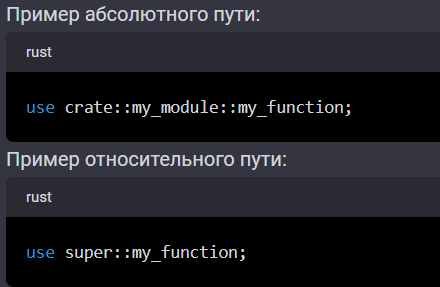 Пример абсолютного пути:
rust
use crate::my_module::my_function;
Пример относительного пути:
rust
use super::my_function;